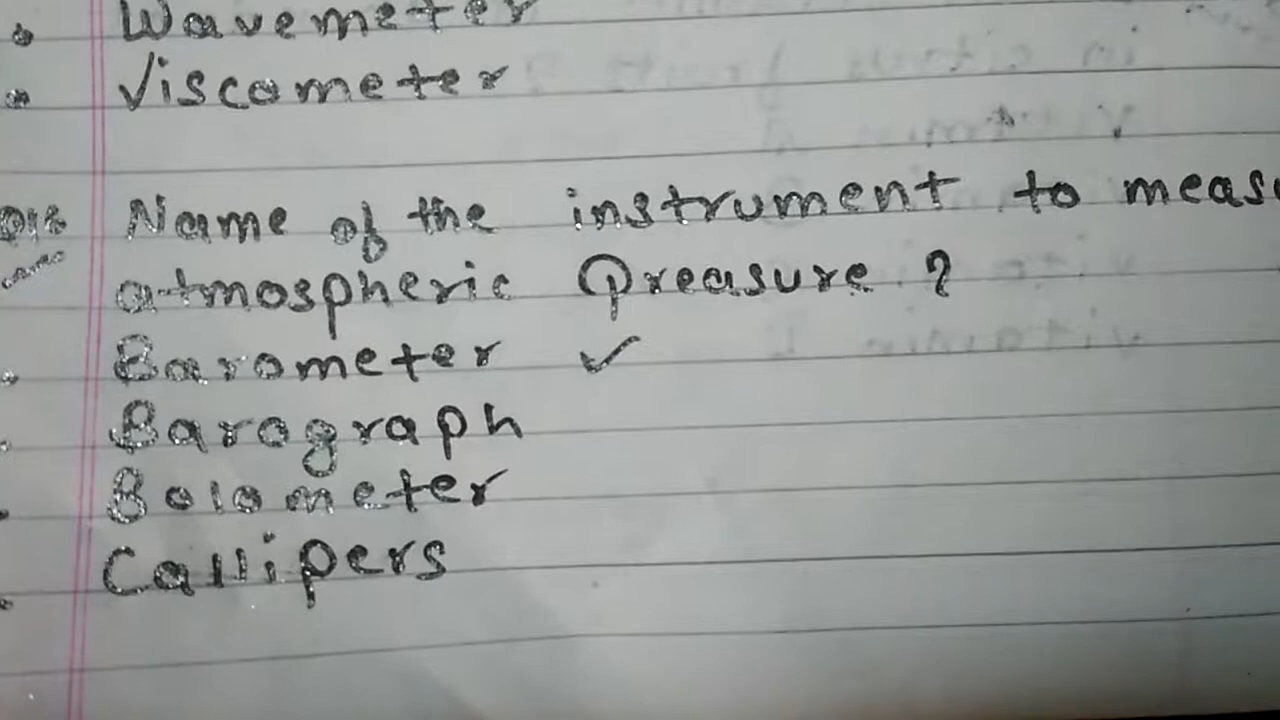 Wavemeter
Viscometer
Name of the instrument to meas
atmospheric Preasure ?
Barometer ✓
Barograph
Bolometer
Callipers